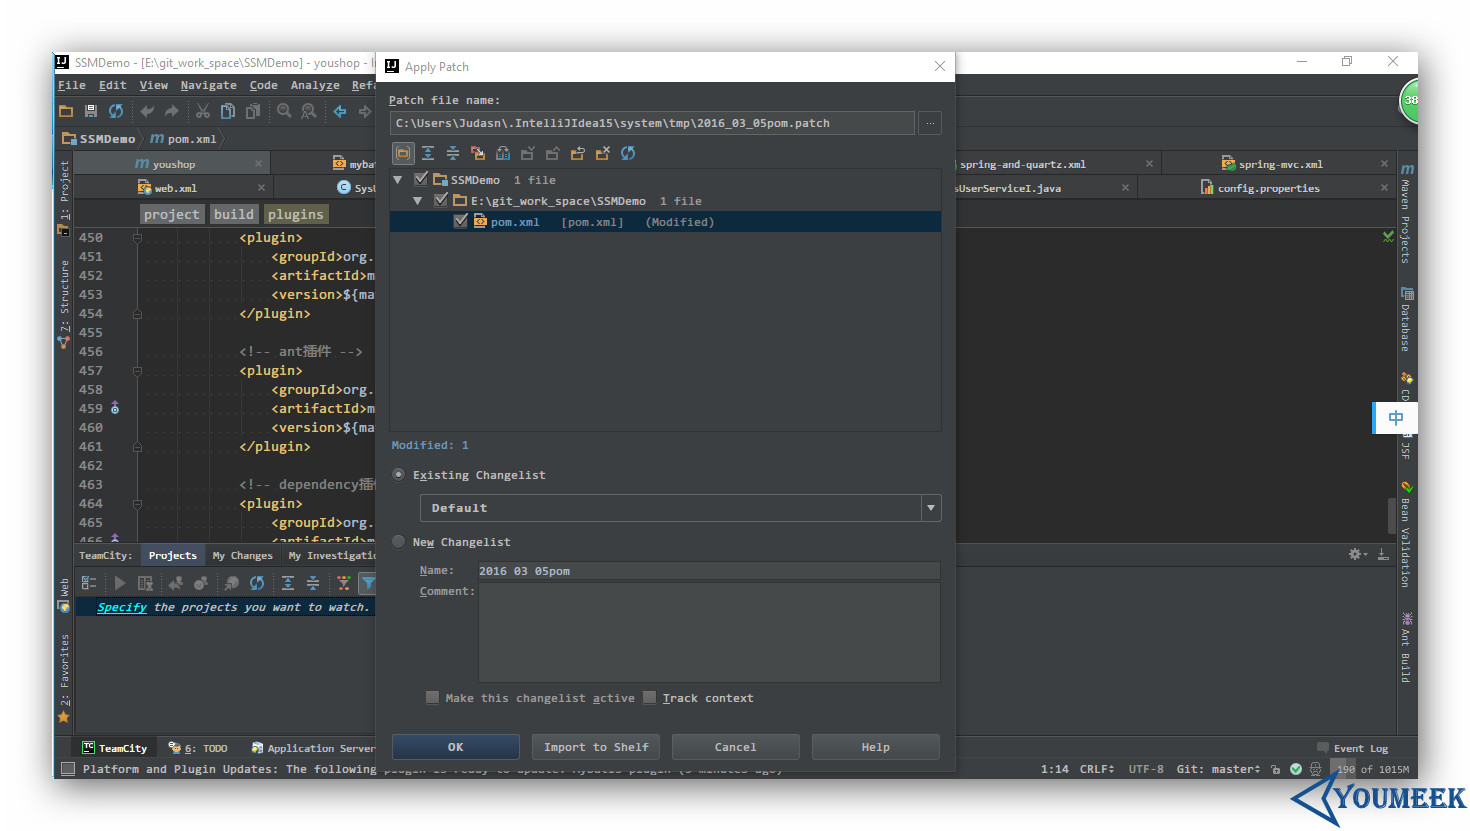 SSMDemo - [E:\git_work_space\SSMDemo] - youshop - I
Apply Patch
File Edit View Navigate Code Analyze Refa
Patch file name:
C:\Users\Judasn\.IntelliJIdea15\system\tmp\2016_03_05pom.patch
...
38
SSMDemo
pom.xml
youshop
myba
spring-and-quartz.xml
spring-mvc.xml
web.xml
SysU
sUserServiceI.java
config.properties
project build plugins
SSMDemo 1 file
E:\git_work_space\SSMDemo 1 file
pom.xml [pom.xml] (Modified)
450 <plugin>
451 <groupId>org.
452 <artifactId>m
453 <version>${ma
454 </plugin>
455
456 <!-- ant插件 -->
457 <plugin>
458 <groupId>org.
459 <artifactId>m
460 <version>${ma
461 </plugin>
462
463 <!-- dependency插件
464 <plugin>
465 <groupId>org.
466 <artifactId>m
Modified: 1
Existing Changelist
Default
New Changelist
Name: 2016 03 05pom
Comment:
Make this changelist active
Track context
OK
Import to Shelf
Cancel
Help
TeamCity: Projects My Changes My Investigatio
Specify the projects you want to watch.
1: Project
7: Structure
Web
2: Favorites
Maven Projects
Database
CD
中
JSF
Bean Validation
Ant Build
TeamCity
6: TODO
Application Server
Event Log
Platform and Plugin Updates: The following plugin is ready to update: MyBatis plugin (5 minutes ago)
1:14 CRLF UTF-8 Git: master 190 of 1015M
YOUMEEK